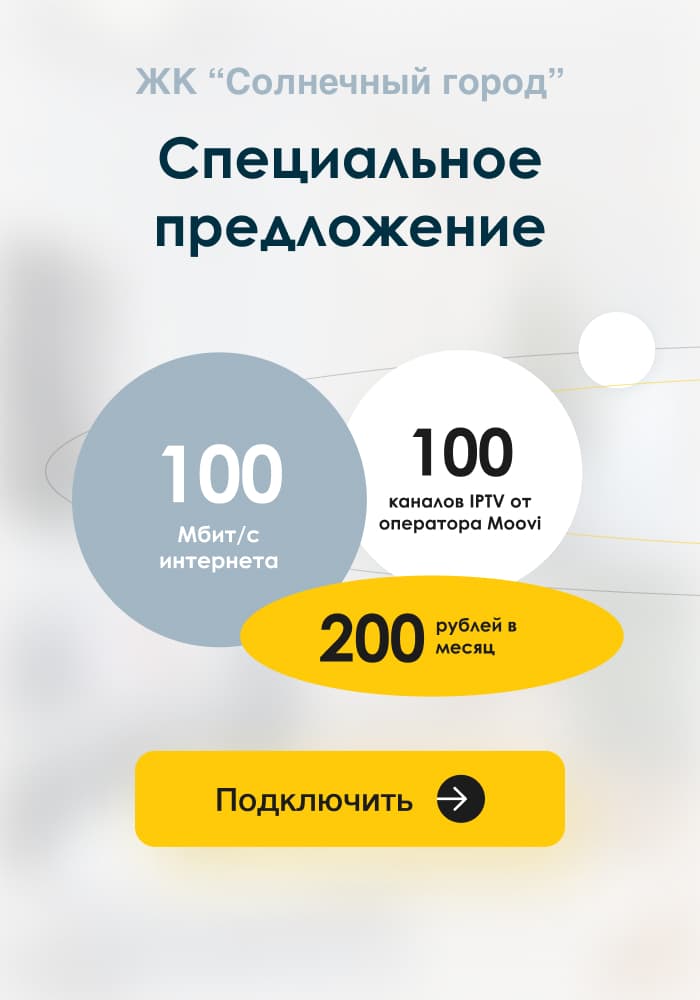 ЖК “Солнечный город”
Специальное
предложение
100
Мбит/с
интернета
100
каналов IPTV от
оператора Moovi
200
рублей в
месяц
Подключить